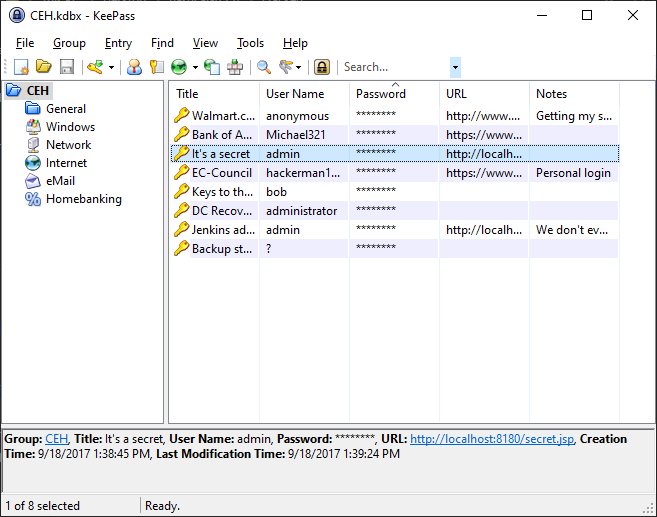 CEH.kdbx - KeePass
File Group Entry Find View Tools Help
Search...
CEH
General
Windows
Network
Internet
eMail
Homebanking
Title User Name Password URL Notes
Walmart.c... anonymous ******** http://www.... Getting my s...
Bank of A... Michael321 ******** https://www...
It's a secret admin ******** http://localh...
EC-Council hackerman1... ******** https://www... Personal login
Keys to th... bob ********
DC Recov... administrator ********
Jenkins ad... admin ******** http://localh... We don't ev...
Backup st... ? ********
Group: CEH, Title: It's a secret, User Name: admin, Password: ********, URL: http://localhost:8180/secret.jsp, Creation
Time: 9/18/2017 1:38:45 PM, Last Modification Time: 9/18/2017 1:39:24 PM
1 of 8 selected Ready.